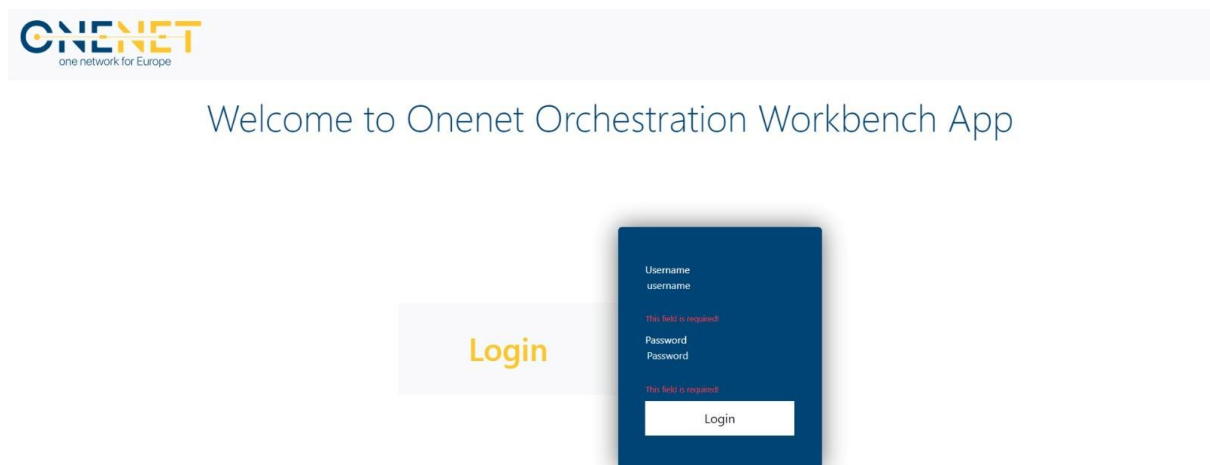 ONENET
one network for Europe
Welcome to Onenet Orchestration Workbench App
Login
Username
username
This field is required!
Password
Password
This field is required!
Login